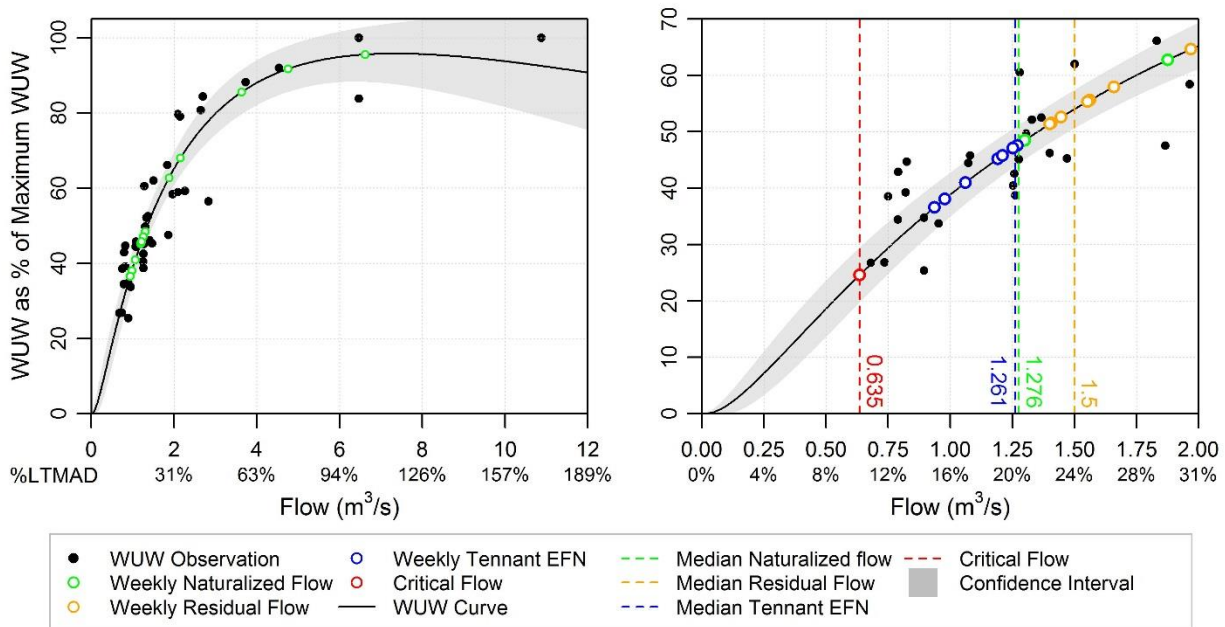 WUW as % of Maximum WUW
100
80
60
40
20
0
0 2 4 6 8 10 12
%LTMAD 31% 63% 94% 126% 157% 189%
Flow (m³/s)
70
60
50
40
30
20
10
0
0.635
1.261
1.276
1.5
0.00 0.25 0.50 0.75 1.00 1.25 1.50 1.75 2.00
0% 4% 8% 12% 16% 20% 24% 28% 31%
Flow (m³/s)
WUW Observation Weekly Tennant EFN Median Naturalized flow Critical Flow
Weekly Naturalized Flow Critical Flow Median Residual Flow Confidence Interval
Weekly Residual Flow WUW Curve Median Tennant EFN